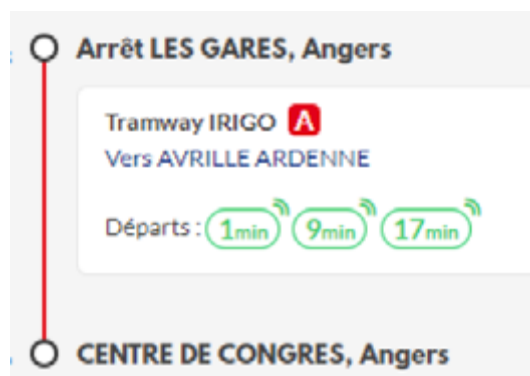 Arrêt LES GARES, Angers
Tramway IRIGO A
Vers AVRILLE ARDENNE
Départs : 1min 9min 17min
CENTRE DE CONGRES, Angers